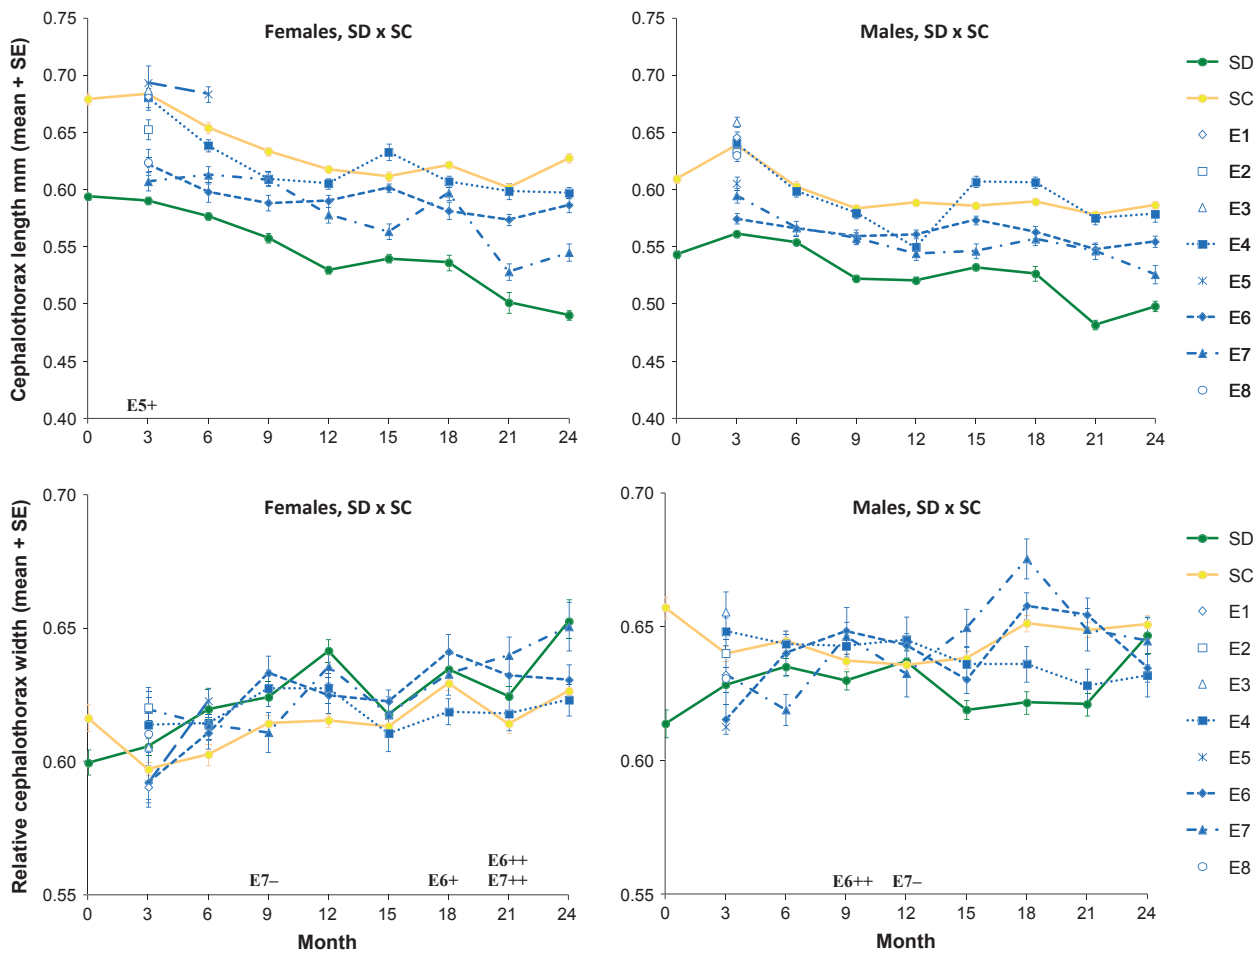 Females, SD x SC
Cephalothorax length mm (mean + SE)
0.75
0.70
0.65
0.60
0.55
0.50
0.45
0.40
E5+
0 3 6 9 12 15 18 21 24
Males, SD x SC
0.75
0.70
0.65
0.60
0.55
0.50
0.45
0.40
0 3 6 9 12 15 18 21 24
SD
SC
E1
E2
E3
E4
E5
E6
E7
E8
Females, SD x SC
Relative cephalothorax width (mean + SE)
0.70
0.65
0.60
0.55
E7–
E6+
E6++
E7++
0 3 6 9 12 15 18 21 24
Month
Males, SD x SC
0.70
0.65
0.60
0.55
E6++
E7–
0 3 6 9 12 15 18 21 24
Month
SD
SC
E1
E2
E3
E4
E5
E6
E7
E8